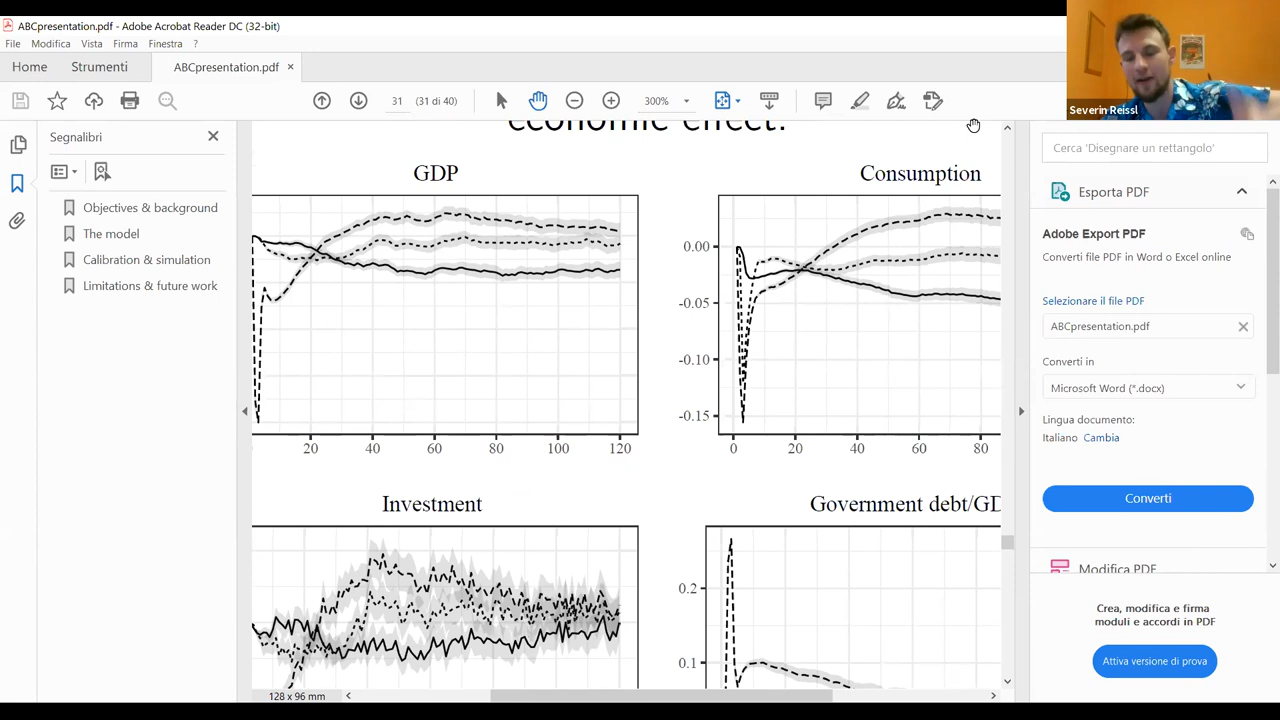 ABCpresentation.pdf - Adobe Acrobat Reader DC (32-bit)
File Modifica Vista Firma Finestra ?
Home Strumenti ABCpresentation.pdf ×
31 (31 di 40) 300%
Severin Reissl
Segnalibri
Objectives & background
The model
Calibration & simulation
Limitations & future work
economic effect?
GDP
20 40 60 80 100 120
Consumption
0.00
-0.05
-0.10
-0.15
0 20 40 60 80
Investment
Government debt/GD
0.2
0.1
128 x 96 mm
Cerca 'Disegnare un rettangolo'
Esporta PDF
Adobe Export PDF
Converti file PDF in Word o Excel online
Selezionare il file PDF
ABCpresentation.pdf
Converti in
Microsoft Word (*.docx)
Lingua documento:
Italiano Cambia
Converti
Modifica PDF
Crea, modifica e firma
moduli e accordi in PDF
Attiva versione di prova